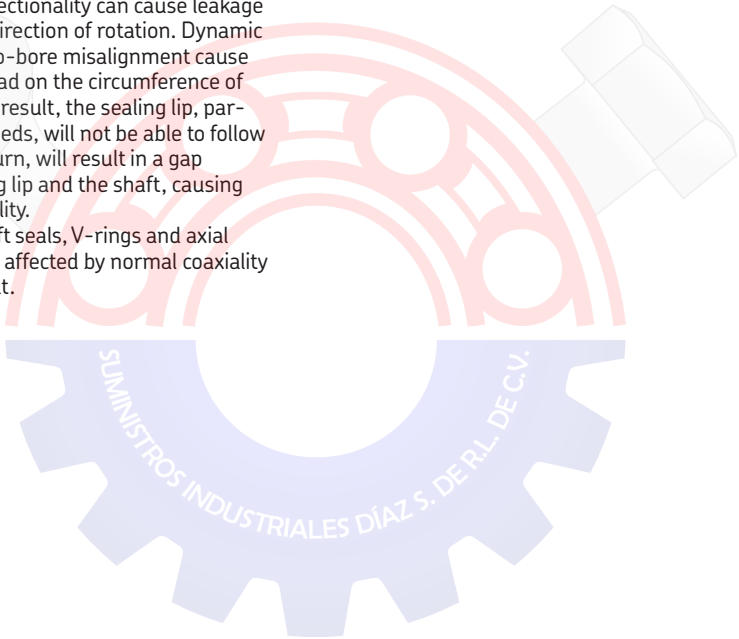 ectionality can cause leakage
irection of rotation. Dynamic
o-bore misalignment cause
ad on the circumference of
result, the sealing lip, par-
eds, will not be able to follow
urn, will result in a gap
g lip and the shaft, causing
lity.
ft seals, V-rings and axial
affected by normal coaxiality
t.
SUMINISTROS INDUSTRIALES DÍAZ S. DE R.L. DE C.V.